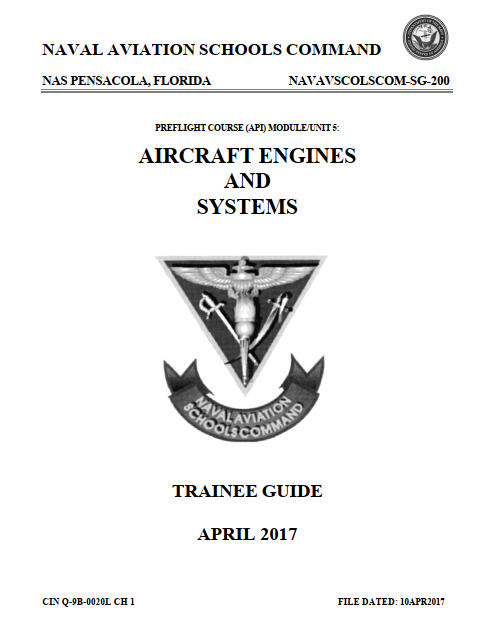 NAVAL AVIATION SCHOOLS COMMAND
NAS PENSACOLA, FLORIDA NAVAVSCOLSCOM-SG-200
PREFLIGHT COURSE (API) MODULE/UNIT 5:
AIRCRAFT ENGINES
AND
SYSTEMS
NAVAL AVIATION
SCHOOLS COMMAND
TRAINEE GUIDE
APRIL 2017
CIN Q-9B-0020L CH 1 FILE DATED: 10APR2017